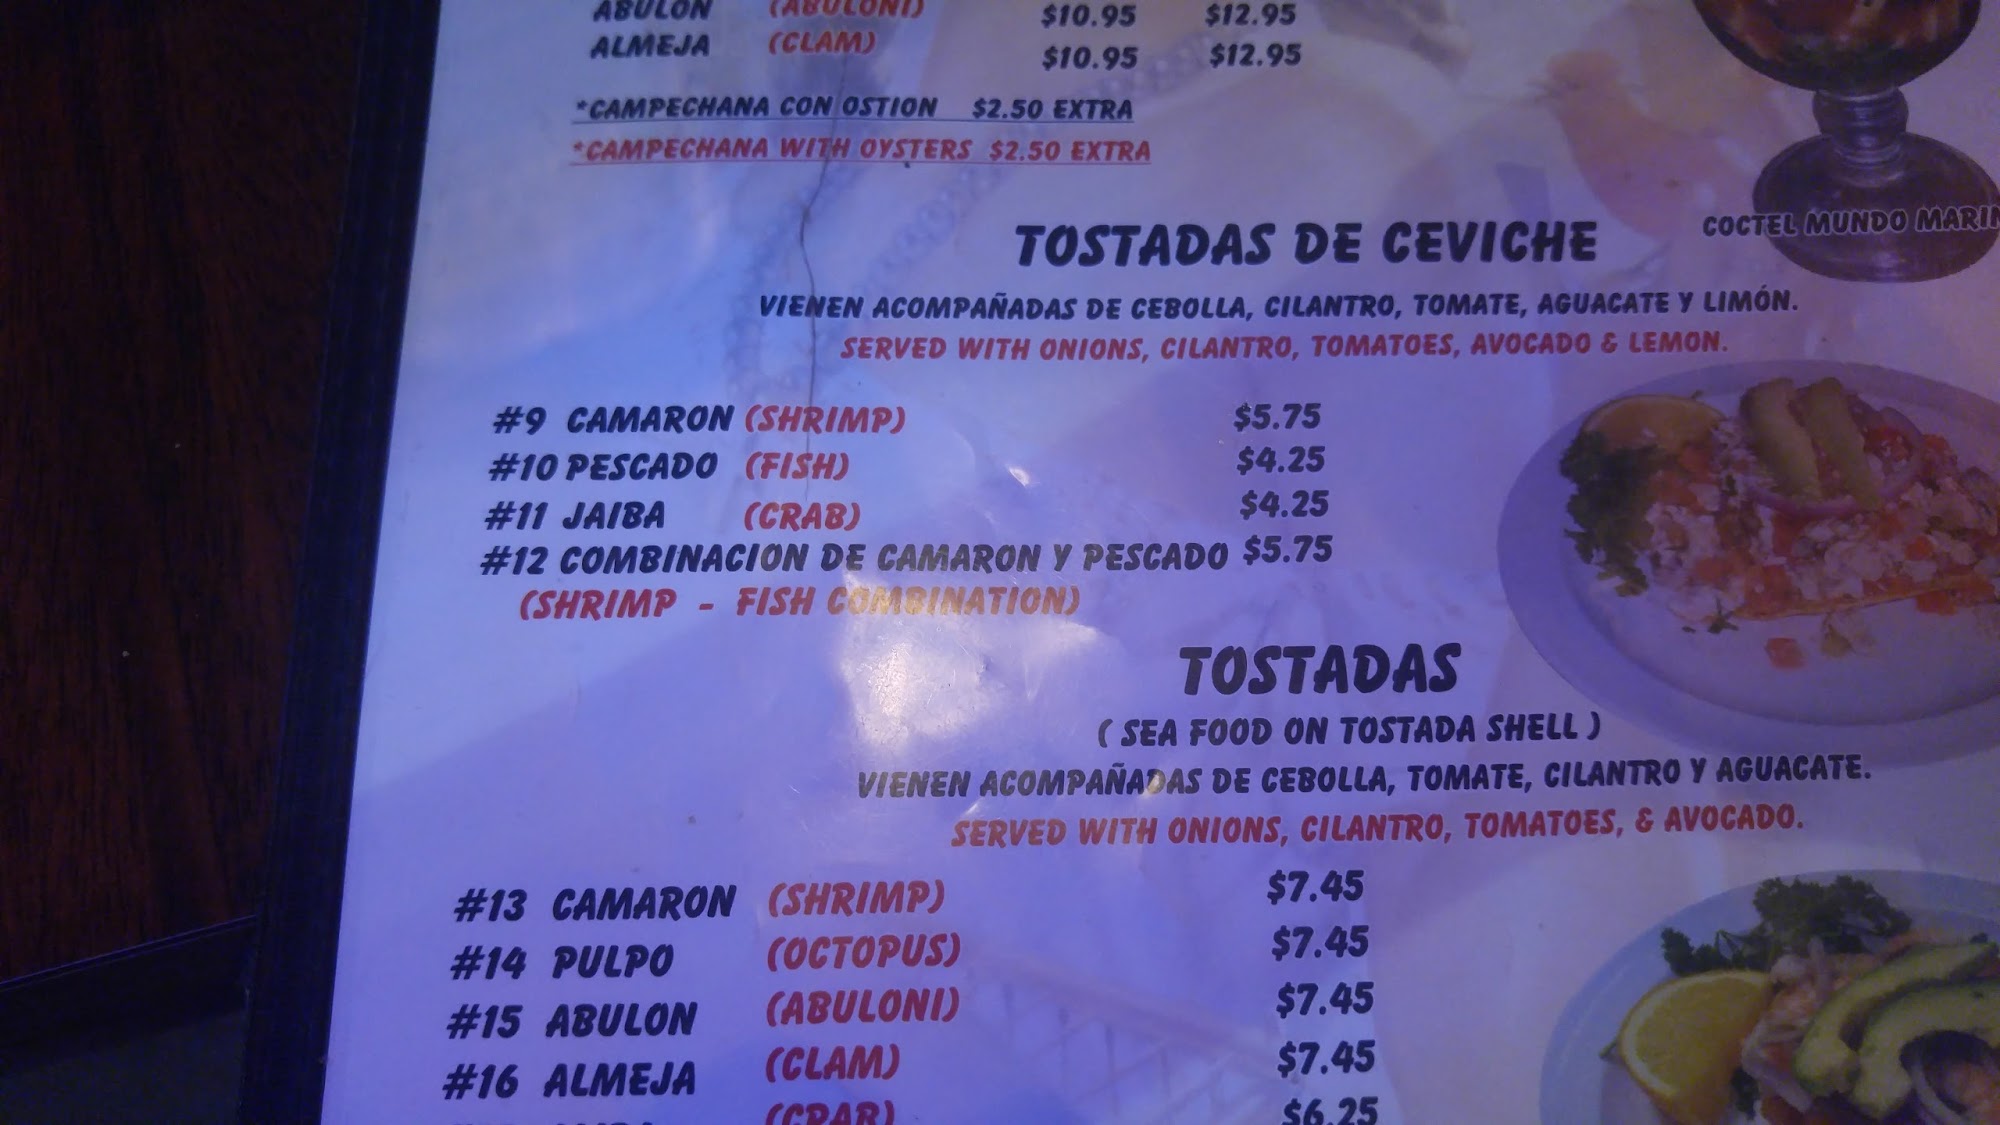 ABULON (ABULONI) $10.95 $12.95
ALMEJA (CLAM) $10.95 $12.95
*CAMPECHANA CON OSTION $2.50 EXTRA
*CAMPECHANA WITH OYSTERS $2.50 EXTRA
COCTEL MUNDO MARIN
TOSTADAS DE CEVICHE
VIENEN ACOMPAÑADAS DE CEBOLLA, CILANTRO, TOMATE, AGUACATE Y LIMÓN.
SERVED WITH ONIONS, CILANTRO, TOMATOES, AVOCADO & LEMON.
#9 CAMARON (SHRIMP) $5.75
#10 PESCADO (FISH) $4.25
#11 JAIBA (CRAB) $4.25
#12 COMBINACION DE CAMARON Y PESCADO $5.75
(SHRIMP - FISH COMBINATION)
TOSTADAS
( SEA FOOD ON TOSTADA SHELL )
VIENEN ACOMPAÑADAS DE CEBOLLA, TOMATE, CILANTRO Y AGUACATE.
SERVED WITH ONIONS, CILANTRO, TOMATOES, & AVOCADO.
#13 CAMARON (SHRIMP) $7.45
#14 PULPO (OCTOPUS) $7.45
#15 ABULON (ABULONI) $7.45
#16 ALMEJA (CLAM) $7.45
(CRAB) $6.25